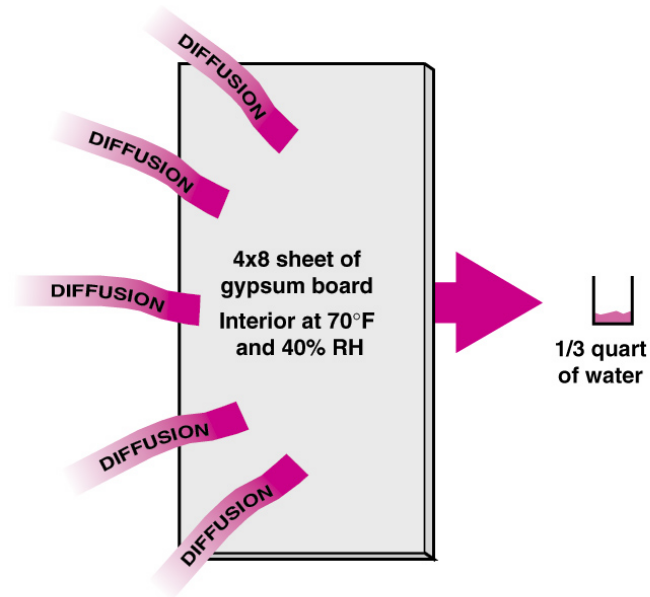 DIFFUSION
DIFFUSION
DIFFUSION
DIFFUSION
DIFFUSION
4x8 sheet of
gypsum board
Interior at 70°F
and 40% RH
1/3 quart
of water